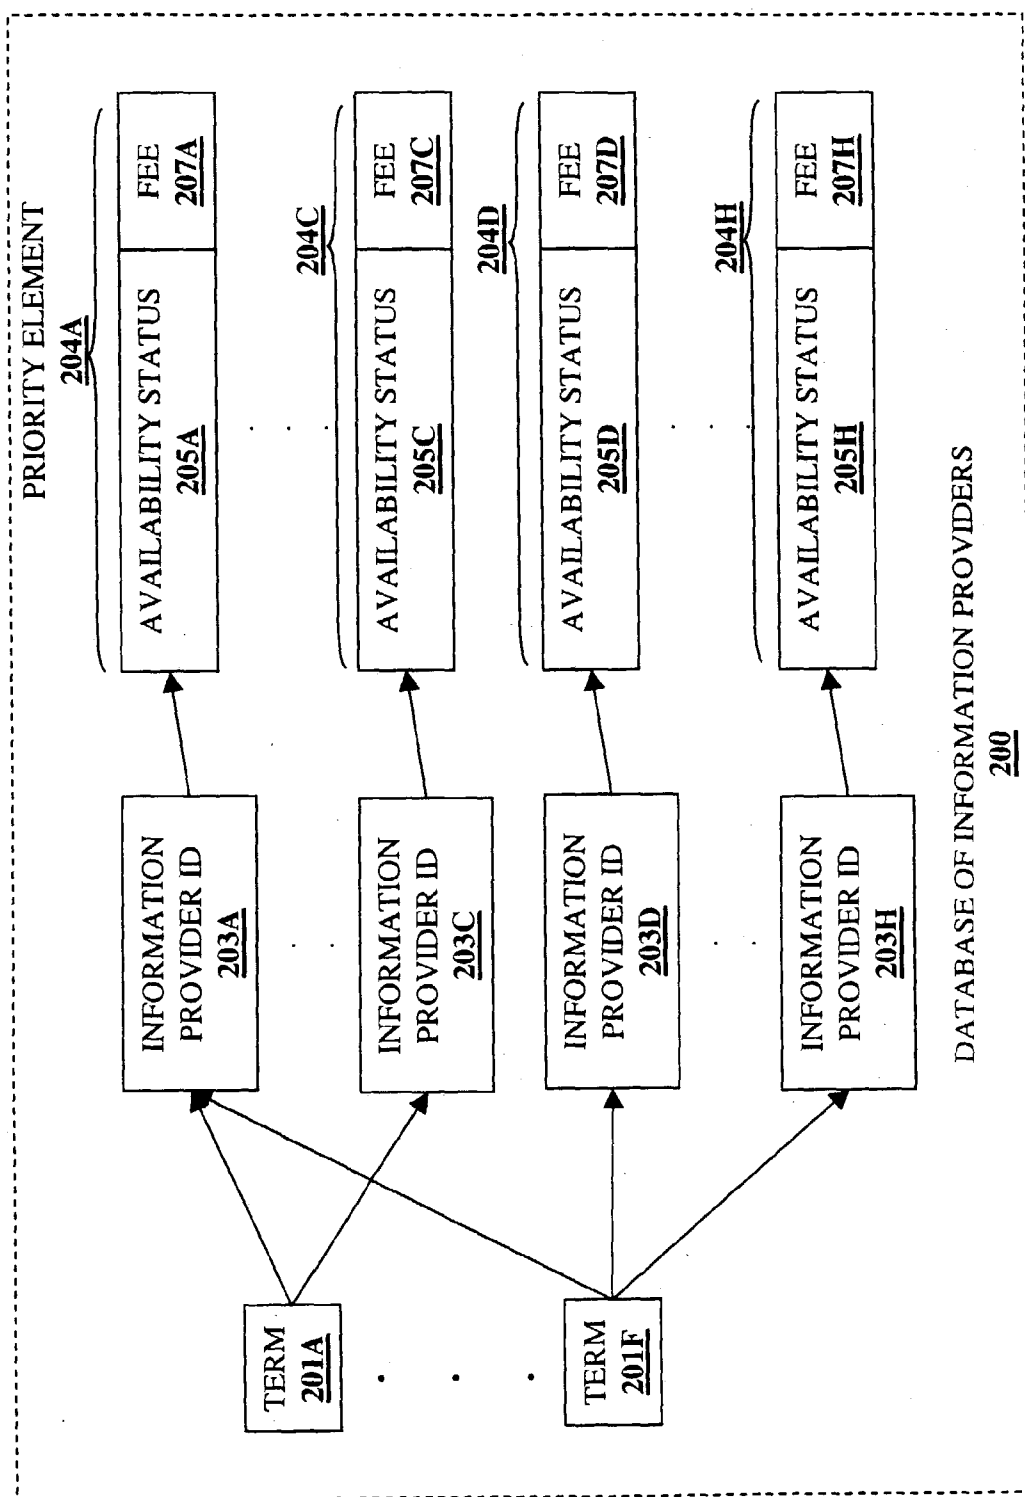 PRIORITY ELEMENT
204A
TERM
201A
INFORMATION
PROVIDER ID
203A
AVAILABILITY STATUS
205A
FEE
207A
204C
INFORMATION
PROVIDER ID
203C
AVAILABILITY STATUS
205C
FEE
207C
204D
TERM
201F
INFORMATION
PROVIDER ID
203D
AVAILABILITY STATUS
205D
FEE
207D
204H
INFORMATION
PROVIDER ID
203H
AVAILABILITY STATUS
205H
FEE
207H
DATABASE OF INFORMATION PROVIDERS
200